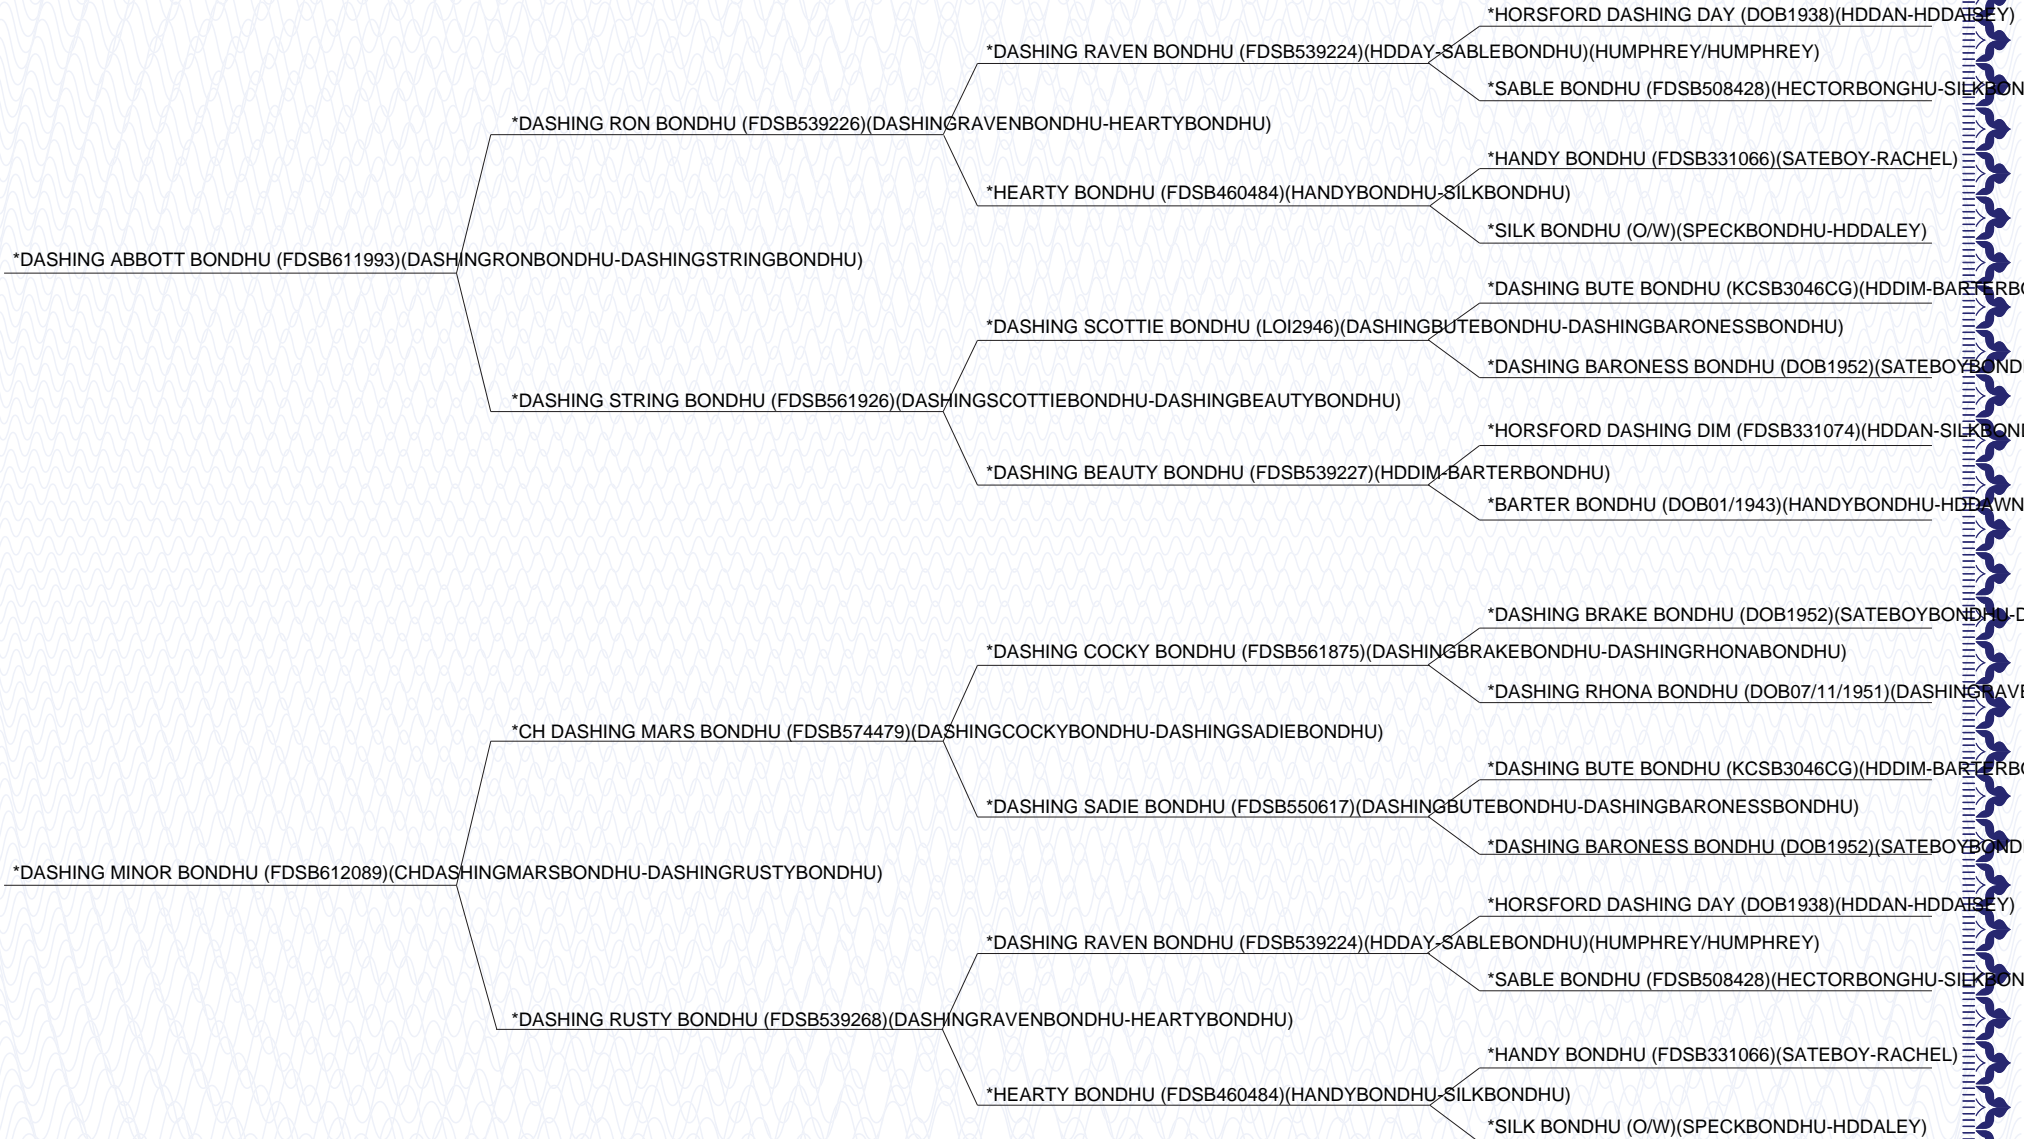 *HORSFORD DASHING DAY (DOB1938)(HDDAN-HDDAISEY)
*DASHING RAVEN BONDHU (FDSB539224)(HDDAY-SABLEBONDHU)(HUMPHREY/HUMPHREY)
*SABLE BONDHU (FDSB508428)(HECTORBONGHU-SILKBON
*DASHING RON BONDHU (FDSB539226)(DASHINGRAVENBONDHU-HEARTYBONDHU)
*HANDY BONDHU (FDSB331066)(SATEBOY-RACHEL)
*HEARTY BONDHU (FDSB460484)(HANDYBONDHU-SILKBONDHU)
*SILK BONDHU (O/W)(SPECKBONDHU-HDDALEY)
*DASHING ABBOTT BONDHU (FDSB611993)(DASHINGRONBONDHU-DASHINGSTRINGBONDHU)
*DASHING BUTE BONDHU (KCSB3046CG)(HDDIM-BARTERBO
*DASHING SCOTTIE BONDHU (LOI2946)(DASHINGBUTEBONDHU-DASHINGBARONESSBONDHU)
*DASHING BARONESS BONDHU (DOB1952)(SATEBOYBOND
*DASHING STRING BONDHU (FDSB561926)(DASHINGSCOTTIEBONDHU-DASHINGBEAUTYBONDHU)
*HORSFORD DASHING DIM (FDSB331074)(HDDAN-SILKBOND
*DASHING BEAUTY BONDHU (FDSB539227)(HDDIM-BARTERBONDHU)
*BARTER BONDHU (DOB01/1943)(HANDYBONDHU-HDDAWN
*DASHING BRAKE BONDHU (DOB1952)(SATEBOYBONDHU-D
*DASHING COCKY BONDHU (FDSB561875)(DASHINGBRAKEBONDHU-DASHINGRHONABONDHU)
*DASHING RHONA BONDHU (DOB07/11/1951)(DASHINGRAVE
*CH DASHING MARS BONDHU (FDSB574479)(DASHINGCOCKYBONDHU-DASHINGSADIEBONDHU)
*DASHING BUTE BONDHU (KCSB3046CG)(HDDIM-BARTERBO
*DASHING SADIE BONDHU (FDSB550617)(DASHINGBUTEBONDHU-DASHINGBARONESSBONDHU)
*DASHING BARONESS BONDHU (DOB1952)(SATEBOYBOND
*DASHING MINOR BONDHU (FDSB612089)(CHDASHINGMARSBONDHU-DASHINGRUSTYBONDHU)
*HORSFORD DASHING DAY (DOB1938)(HDDAN-HDDAISEY)
*DASHING RAVEN BONDHU (FDSB539224)(HDDAY-SABLEBONDHU)(HUMPHREY/HUMPHREY)
*SABLE BONDHU (FDSB508428)(HECTORBONGHU-SILKBON
*DASHING RUSTY BONDHU (FDSB539268)(DASHINGRAVENBONDHU-HEARTYBONDHU)
*HANDY BONDHU (FDSB331066)(SATEBOY-RACHEL)
*HEARTY BONDHU (FDSB460484)(HANDYBONDHU-SILKBONDHU)
*SILK BONDHU (O/W)(SPECKBONDHU-HDDALEY)